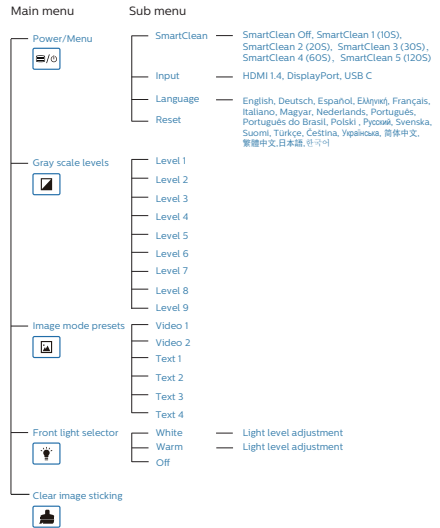 Main menu
Sub menu
Power/Menu
SmartClean
SmartClean Off, SmartClean 1 (10S),
SmartClean 2 (20S), SmartClean 3 (30S),
SmartClean 4 (60S), SmartClean 5 (120S)
Input
HDMI 1.4, DisplayPort, USB C
Language
English, Deutsch, Español, Ελληνική, Français,
Italiano, Magyar, Nederlands, Português,
Português do Brasil, Polski , Русский, Svenska,
Suomi, Türkçe, Čeština, Українська, 简体中文,
繁體中文,日本語,한국어
Reset
Gray scale levels
Level 1
Level 2
Level 3
Level 4
Level 5
Level 6
Level 7
Level 8
Level 9
Image mode presets
Video 1
Video 2
Text 1
Text 2
Text 3
Text 4
Front light selector
White
Light level adjustment
Warm
Light level adjustment
Off
Clear image sticking